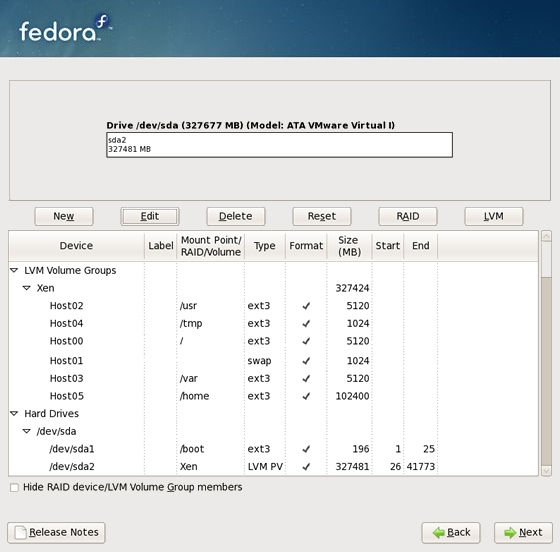 fedora
Drive /dev/sda (327677 MB) (Model: ATA VMware Virtual I)
sda2
327481 MB
New Edit Delete Reset RAID LVM
Device Label Mount Point/ RAID/Volume Type Format Size (MB) Start End
LVM Volume Groups
Xen 327424
Host02 /usr ext3 ✓ 5120
Host04 /tmp ext3 ✓ 1024
Host00 / ext3 ✓ 5120
Host01 swap ✓ 1024
Host03 /var ext3 ✓ 5120
Host05 /home ext3 ✓ 102400
Hard Drives
/dev/sda
/dev/sda1 /boot ext3 ✓ 196 1 25
/dev/sda2 Xen LVM PV ✓ 327481 26 41773
Hide RAID device/LVM Volume Group members
Release Notes Back Next